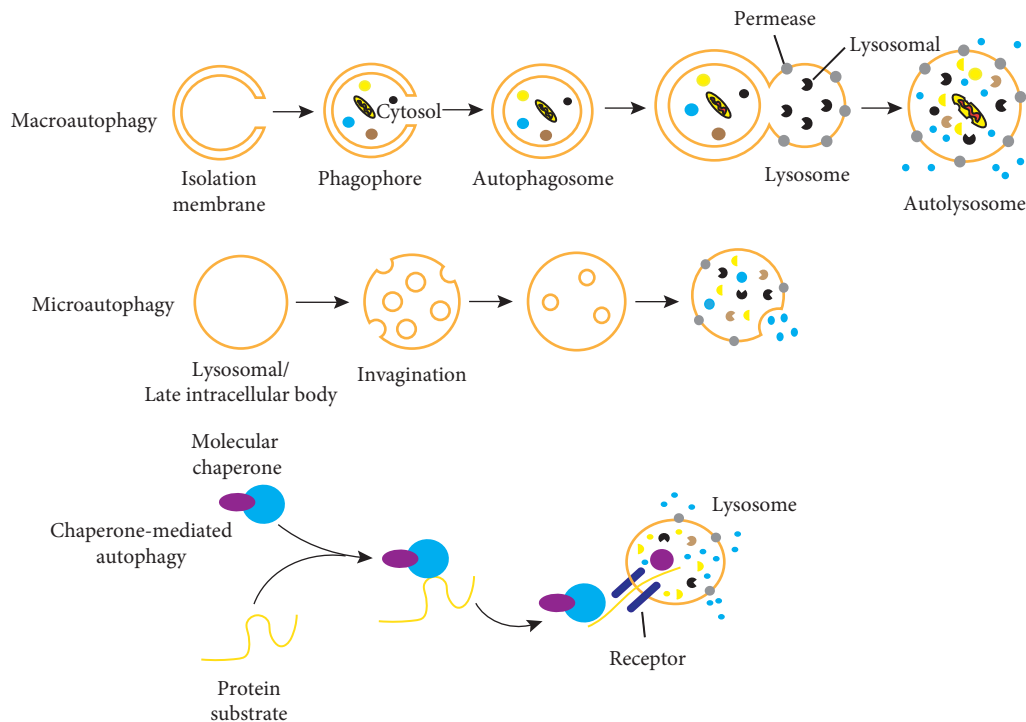 Permease
Lysosomal
Macroautophagy
Cytosol
Isolation
membrane
Phagophore
Autophagosome
Lysosome
Autolysosome
Microautophagy
Lysosomal/
Late intracellular body
Invagination
Molecular
chaperone
Chaperone-mediated
autophagy
Lysosome
Receptor
Protein
substrate